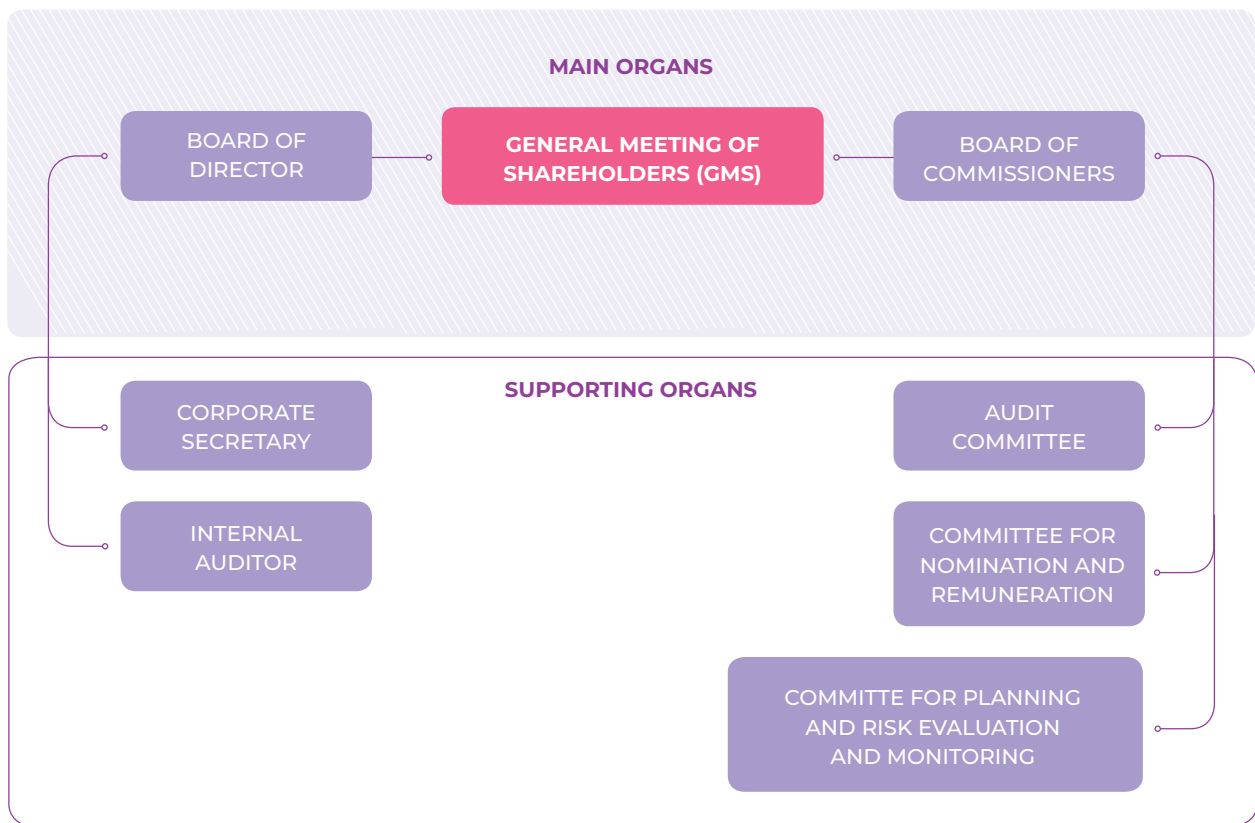 MAIN ORGANS
BOARD OF
DIRECTOR
GENERAL MEETING OF
SHAREHOLDERS (GMS)
BOARD OF
COMMISSIONERS
SUPPORTING ORGANS
CORPORATE
SECRETARY
AUDIT
COMMITTEE
INTERNAL
AUDITOR
COMMITTEE FOR
NOMINATION AND
REMUNERATION
COMMITTE FOR PLANNING
AND RISK EVALUATION
AND MONITORING